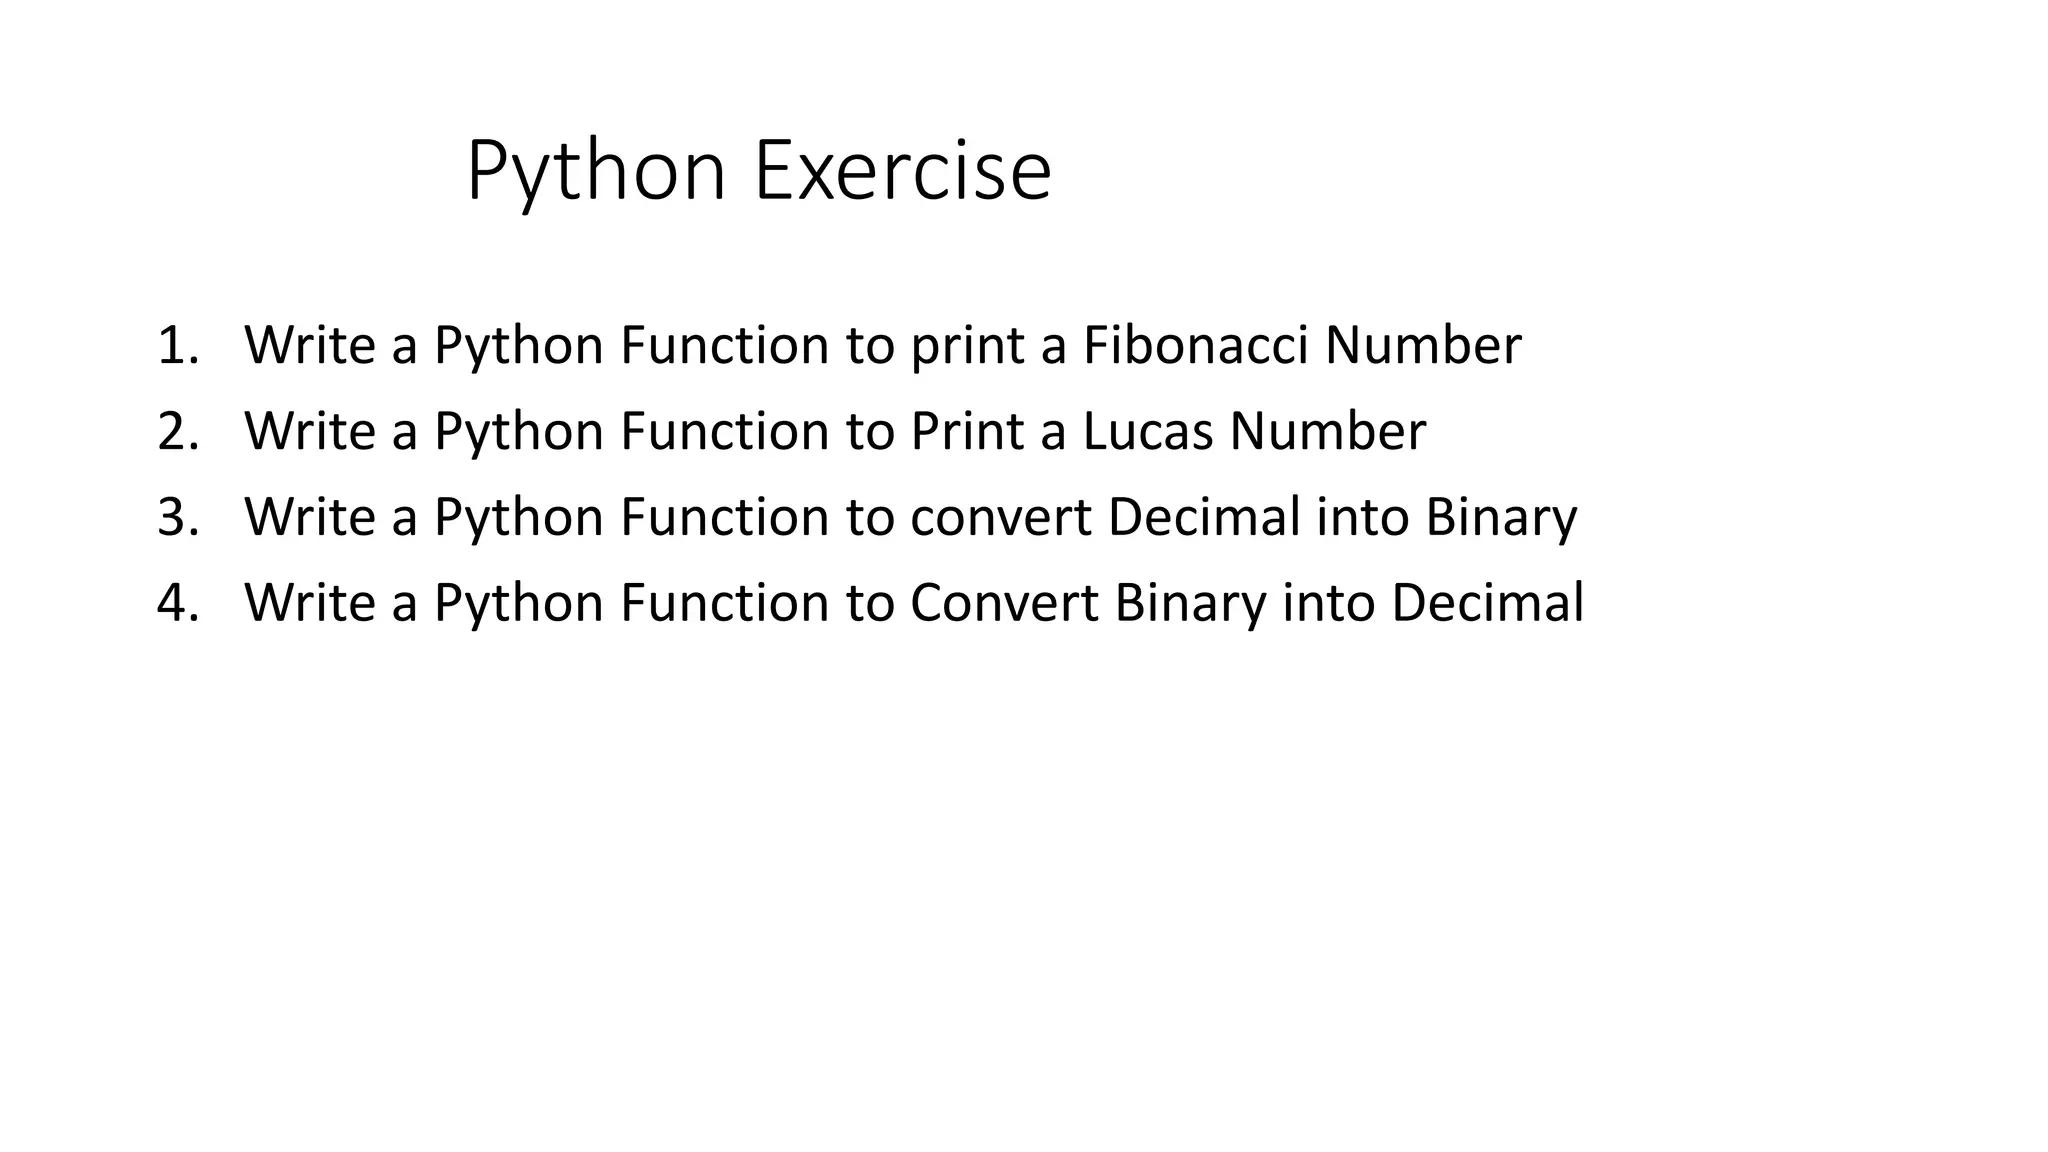 Python Exercise
1. Write a Python Function to print a Fibonacci Number
2. Write a Python Function to Print a Lucas Number
3. Write a Python Function to convert Decimal into Binary
4. Write a Python Function to Convert Binary into Decimal